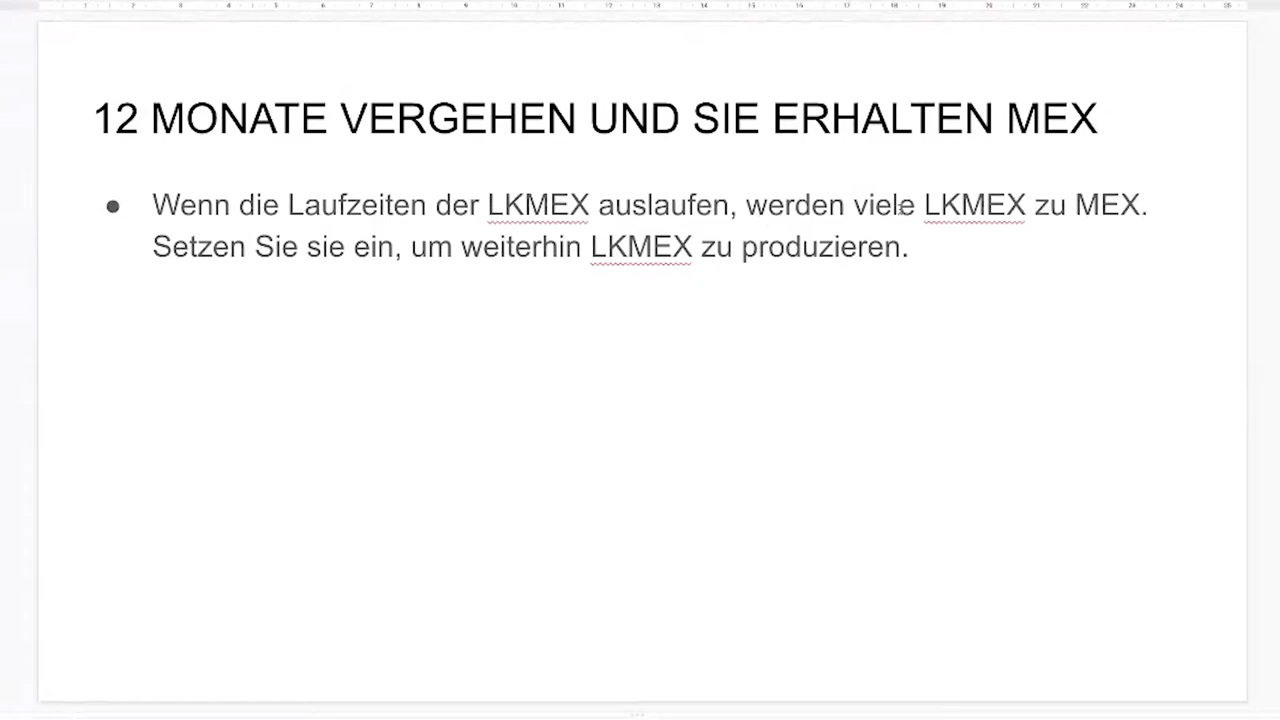 12 MONATE VERGEHEN UND SIE ERHALTEN MEX
● Wenn die Laufzeiten der LKMEX auslaufen, werden viele LKMEX zu MEX.
Setzen Sie sie ein, um weiterhin LKMEX zu produzieren.